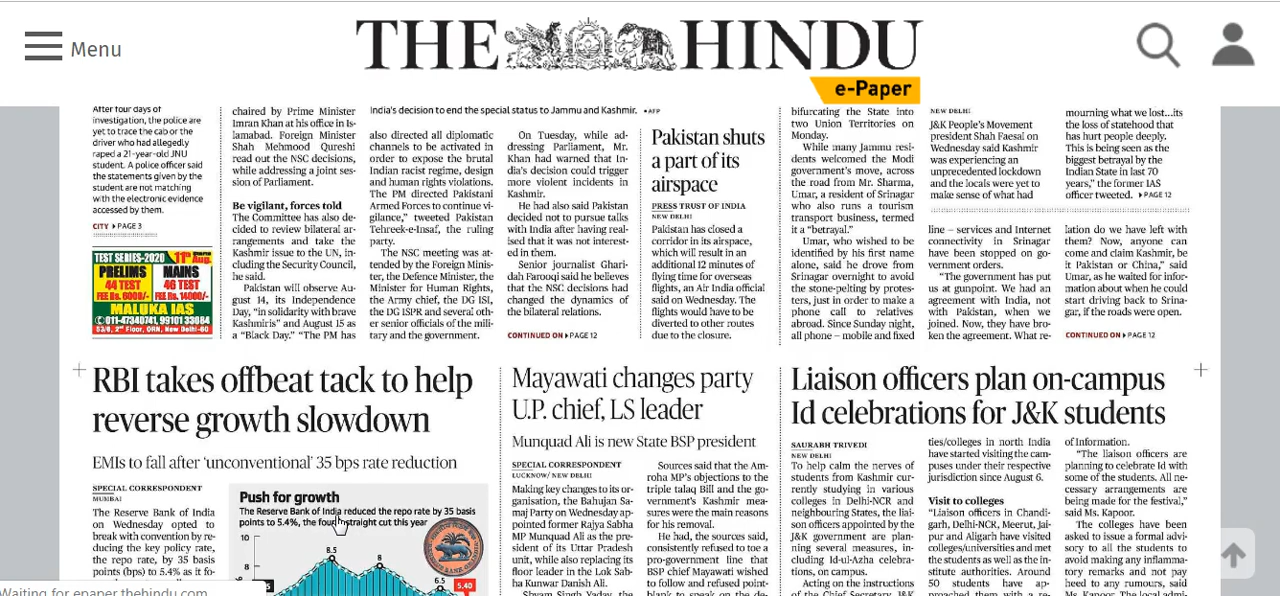 Menu
THE HINDU
e-Paper
After four days of
investigation, the police are
yet to trace the cab or the
driver who had allegedly
raped a 21-year-old JNU
student. A police officer said
the statements given by the
student are not matching
with the electronic evidence
accessed by them.
CITY PAGE 3
TEST SERIES-2020 11th Aug.
PRELIMS MAINS
44 TEST 46 TEST
FEE Rs. 6000/- FEE Rs. 14000/-
MALUKA IAS
011-47340741, 99101 33084
53/6, 2nd Floor, ORN, New Delhi-60
chaired by Prime Minister
Imran Khan at his office in Is-
lamabad. Foreign Minister
Shah Mehmood Qureshi
read out the NSC decisions,
while addressing a joint ses-
sion of Parliament.
Be vigilant, forces told
The Committee has also de-
cided to review bilateral ar-
rangements and take the
Kashmir issue to the UN, in-
cluding the Security Council,
he said.
Pakistan will observe Au-
gust 14, its Independence
Day, “in solidarity with brave
Kashmiris” and August 15 as
a “Black Day.” “The PM has
India's decision to end the special status to Jammu and Kashmir. AFP
also directed all diplomatic
channels to be activated in
order to expose the brutal
Indian racist regime, design
and human rights violations.
The PM directed Pakistani
Armed Forces to continue vi-
gilance,” tweeted Pakistan
Tehreek-e-Insaf, the ruling
party.
The NSC meeting was at-
tended by the Foreign Minis-
ter, the Defence Minister, the
Minister for Human Rights,
the Army chief, the DG ISI,
the DG ISPR and several oth-
er senior officials of the mili-
tary and the government.
On Tuesday, while ad-
dressing Parliament, Mr.
Khan had warned that In-
dia's decision could trigger
more violent incidents in
Kashmir.
He had also said Pakistan
decided not to pursue talks
with India after having real-
ised that it was not interest-
ed in them.
Senior journalist Ghari-
dah Farooqi said he believes
that the NSC decisions had
changed the dynamics of
the bilateral relations.
CONTINUED ON PAGE 12
Pakistan shuts
a part of its
airspace
PRESS TRUST OF INDIA
NEW DELHI
Pakistan has closed a
corridor in its airspace,
which will result in an
additional 12 minutes of
flying time for overseas
flights, an Air India official
said on Wednesday. The
flights would have to be
diverted to other routes
due to the closure.
bifurcating the State into
two Union Territories on
Monday.
While many Jammu resi-
dents welcomed the Modi
government's move, across
the road from Mr. Sharma,
Umar, a resident of Srinagar
who also runs a tourism
transport business, termed
it a “betrayal.”
Umar, who wished to be
identified by his first name
alone, said he drove from
Srinagar overnight to avoid
the stone-pelting by protes-
ters, just in order to make a
phone call to relatives
abroad. Since Sunday night,
all phone – mobile and fixed
NEW DELHI
J&K People's Movement
president Shah Faesal on
Wednesday said Kashmir
was experiencing an
unprecedented lockdown
and the locals were yet to
make sense of what had
mourning what we lost...its
the loss of statehood that
has hurt people deeply.
This is being seen as the
biggest betrayal by the
Indian State in last 70
years,” the former IAS
officer tweeted. PAGE 12
line – services and Internet
connectivity in Srinagar
have been stopped on go-
vernment orders.
“The government has put
us at gunpoint. We had an
agreement with India, not
with Pakistan, when we
joined. Now, they have bro-
ken the agreement. What re-
lation do we have left with
them? Now, anyone can
come and claim Kashmir, be
it Pakistan or China,” said
Umar, as he waited for infor-
mation about when he could
start driving back to Srina-
gar, if the roads were open.
CONTINUED ON PAGE 12
RBI takes offbeat tack to help
reverse growth slowdown
EMIs to fall after ‘unconventional’ 35 bps rate reduction
SPECIAL CORRESPONDENT
MUMBAI
The Reserve Bank of India
on Wednesday opted to
break with convention by re-
ducing the key policy rate,
the repo rate, by 35 basis
points (bps) to 5.4% as it fo-
Push for growth
The Reserve Bank of India reduced the repo rate by 35 basis
points to 5.4%, the fourth straight cut this year
10
8.5
8
8
6.5
5.40
Mayawati changes party
U.P. chief, LS leader
Munquad Ali is new State BSP president
SPECIAL CORRESPONDENT
LUCKNOW/ NEW DELHI
Making key changes to its or-
ganisation, the Bahujan Sa-
maj Party on Wednesday ap-
pointed former Rajya Sabha
MP Munquad Ali as the pre-
sident of its Uttar Pradesh
unit, while also replacing its
floor leader in the Lok Sab-
ha Kunwar Danish Ali.
Shyam Singh Yadav, the
Sources said that the Am-
roha MP's objections to the
triple talaq Bill and the go-
vernment's Kashmir mea-
sures were the main reasons
for his removal.
He had, the sources said,
consistently refused to toe a
pro-government line that
BSP chief Mayawati wished
to follow and refused point-
blank to speak on the de-
Liaison officers plan on-campus
Id celebrations for J&K students
SAURABH TRIVEDI
NEW DELHI
To help calm the nerves of
students from Kashmir cur-
rently studying in various
colleges in Delhi-NCR and
neighbouring States, the liai-
son officers appointed by the
J&K government are plan-
ning several measures, in-
cluding Id-ul-Azha celebra-
tions, on campus.
Acting on the instructions
of the Chief Secretary, J&K
ties/colleges in north India
have started visiting the cam-
puses under their respective
jurisdiction since August 6.
Visit to colleges
“Liaison officers in Chandi-
garh, Delhi-NCR, Meerut, Jai-
pur and Aligarh have visited
colleges/universities and met
the students as well as the in-
stitute authorities. Around
50 students have ap-
proached them with a re-
of Information.
“The liaison officers are
planning to celebrate Id with
some of the students. All ne-
cessary arrangements are
being made for the festival,”
said Ms. Kapoor.
The colleges have been
asked to issue a formal advi-
sory to all the students to
avoid making any inflamma-
tory remarks and not pay
heed to any rumours, said
Ms. Kapoor. The local admi-
Waiting for epaper.thehindu.com